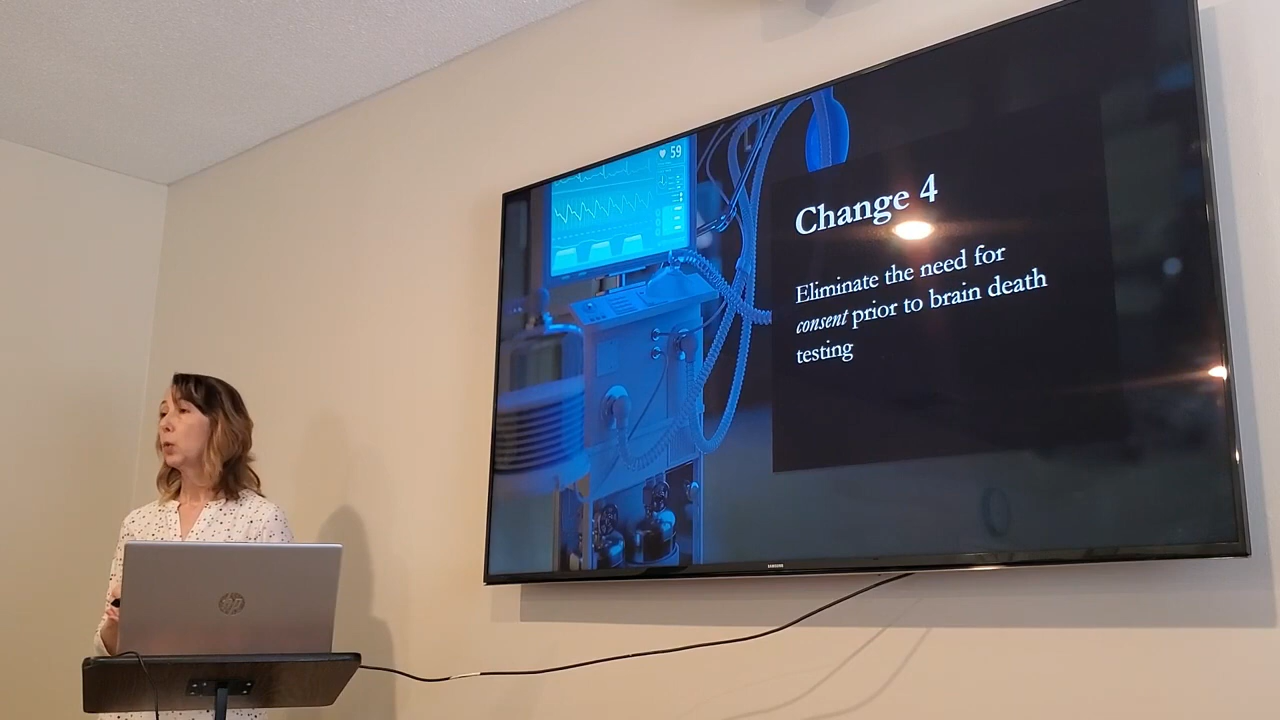 59
Change 4
Eliminate the need for
consent prior to brain death
testing
SAMSUNG
hp